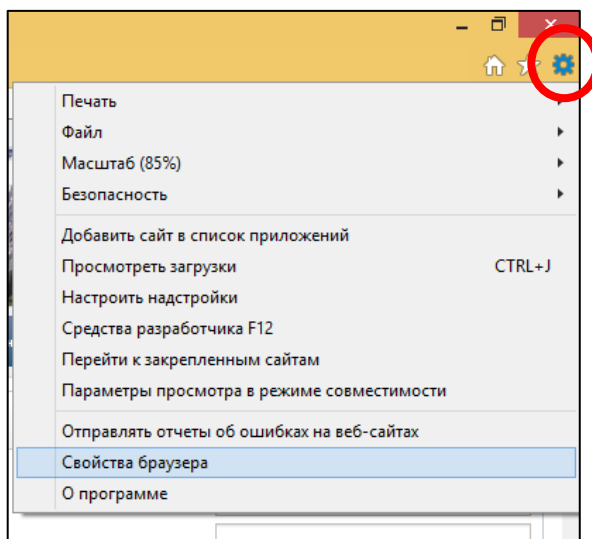 Печать
Файл
Масштаб (85%)
Безопасность
Добавить сайт в список приложений
Просмотреть загрузки CTRL+J
Настроить надстройки
Средства разработчика F12
Перейти к закрепленным сайтам
Параметры просмотра в режиме совместимости
Отправлять отчеты об ошибках на веб-сайтах
Свойства браузера
О программе